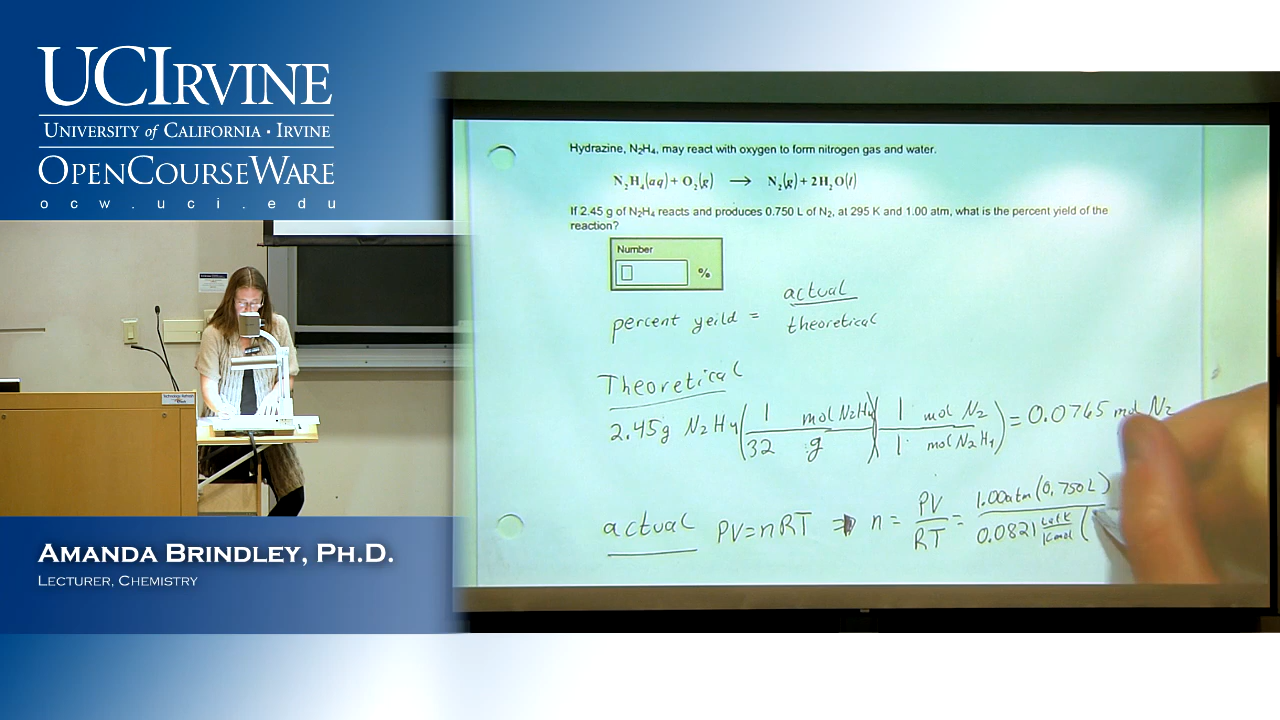 UCIRVINE
UNIVERSITY of CALIFORNIA · IRVINE
OPENCOURSEWARE
ocw.uci.edu
AMANDA BRINDLEY, PH.D.
LECTURER, CHEMISTRY
Hydrazine, N₂H₄, may react with oxygen to form nitrogen gas and water.
N₂H₄(aq) + O₂(g) ⟶ N₂(g) + 2H₂O(l)
If 2.45 g of N₂H₄ reacts and produces 0.750 L of N₂, at 295 K and 1.00 atm, what is the percent yield of the
reaction?
Number
%
percent yeild = actual / theoretical
Theoretical
2.45g N₂H₄ (1 mol N₂H₄ / 32 g)(1 mol N₂ / 1 mol N₂H₄) = 0.0765 mol N₂
actual PV=nRT ⇒ n = PV / RT = 1.00atm (0.750L) / 0.0821 (